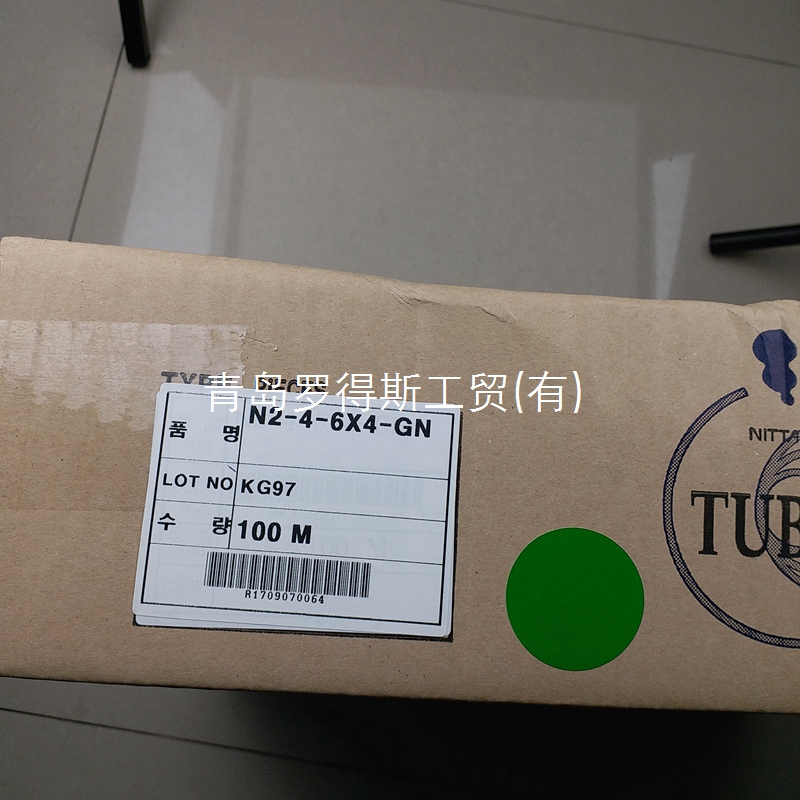 青岛罗得斯工贸(有)
品 명
N2-4-6X4-GN
LOT NO KG97
수 량 100 M
R1709070064
NITTA
TUB